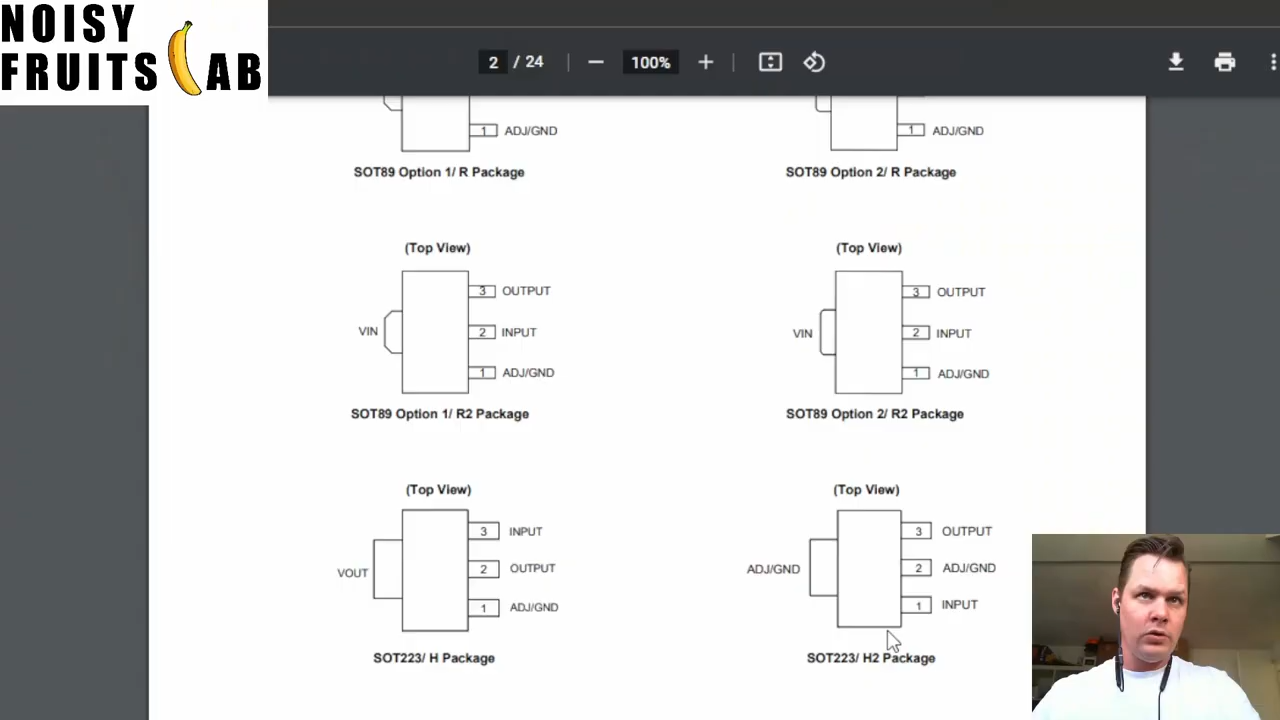 NOISY
FRUITS LAB
2 / 24
100%
1 ADJ/GND
1 ADJ/GND
SOT89 Option 1/ R Package
SOT89 Option 2/ R Package
(Top View)
(Top View)
3 OUTPUT
VIN
2 INPUT
1 ADJ/GND
3 OUTPUT
VIN
2 INPUT
1 ADJ/GND
SOT89 Option 1/ R2 Package
SOT89 Option 2/ R2 Package
(Top View)
(Top View)
3 INPUT
VOUT
2 OUTPUT
1 ADJ/GND
3 OUTPUT
ADJ/GND
2 ADJ/GND
1 INPUT
SOT223/ H Package
SOT223/ H2 Package